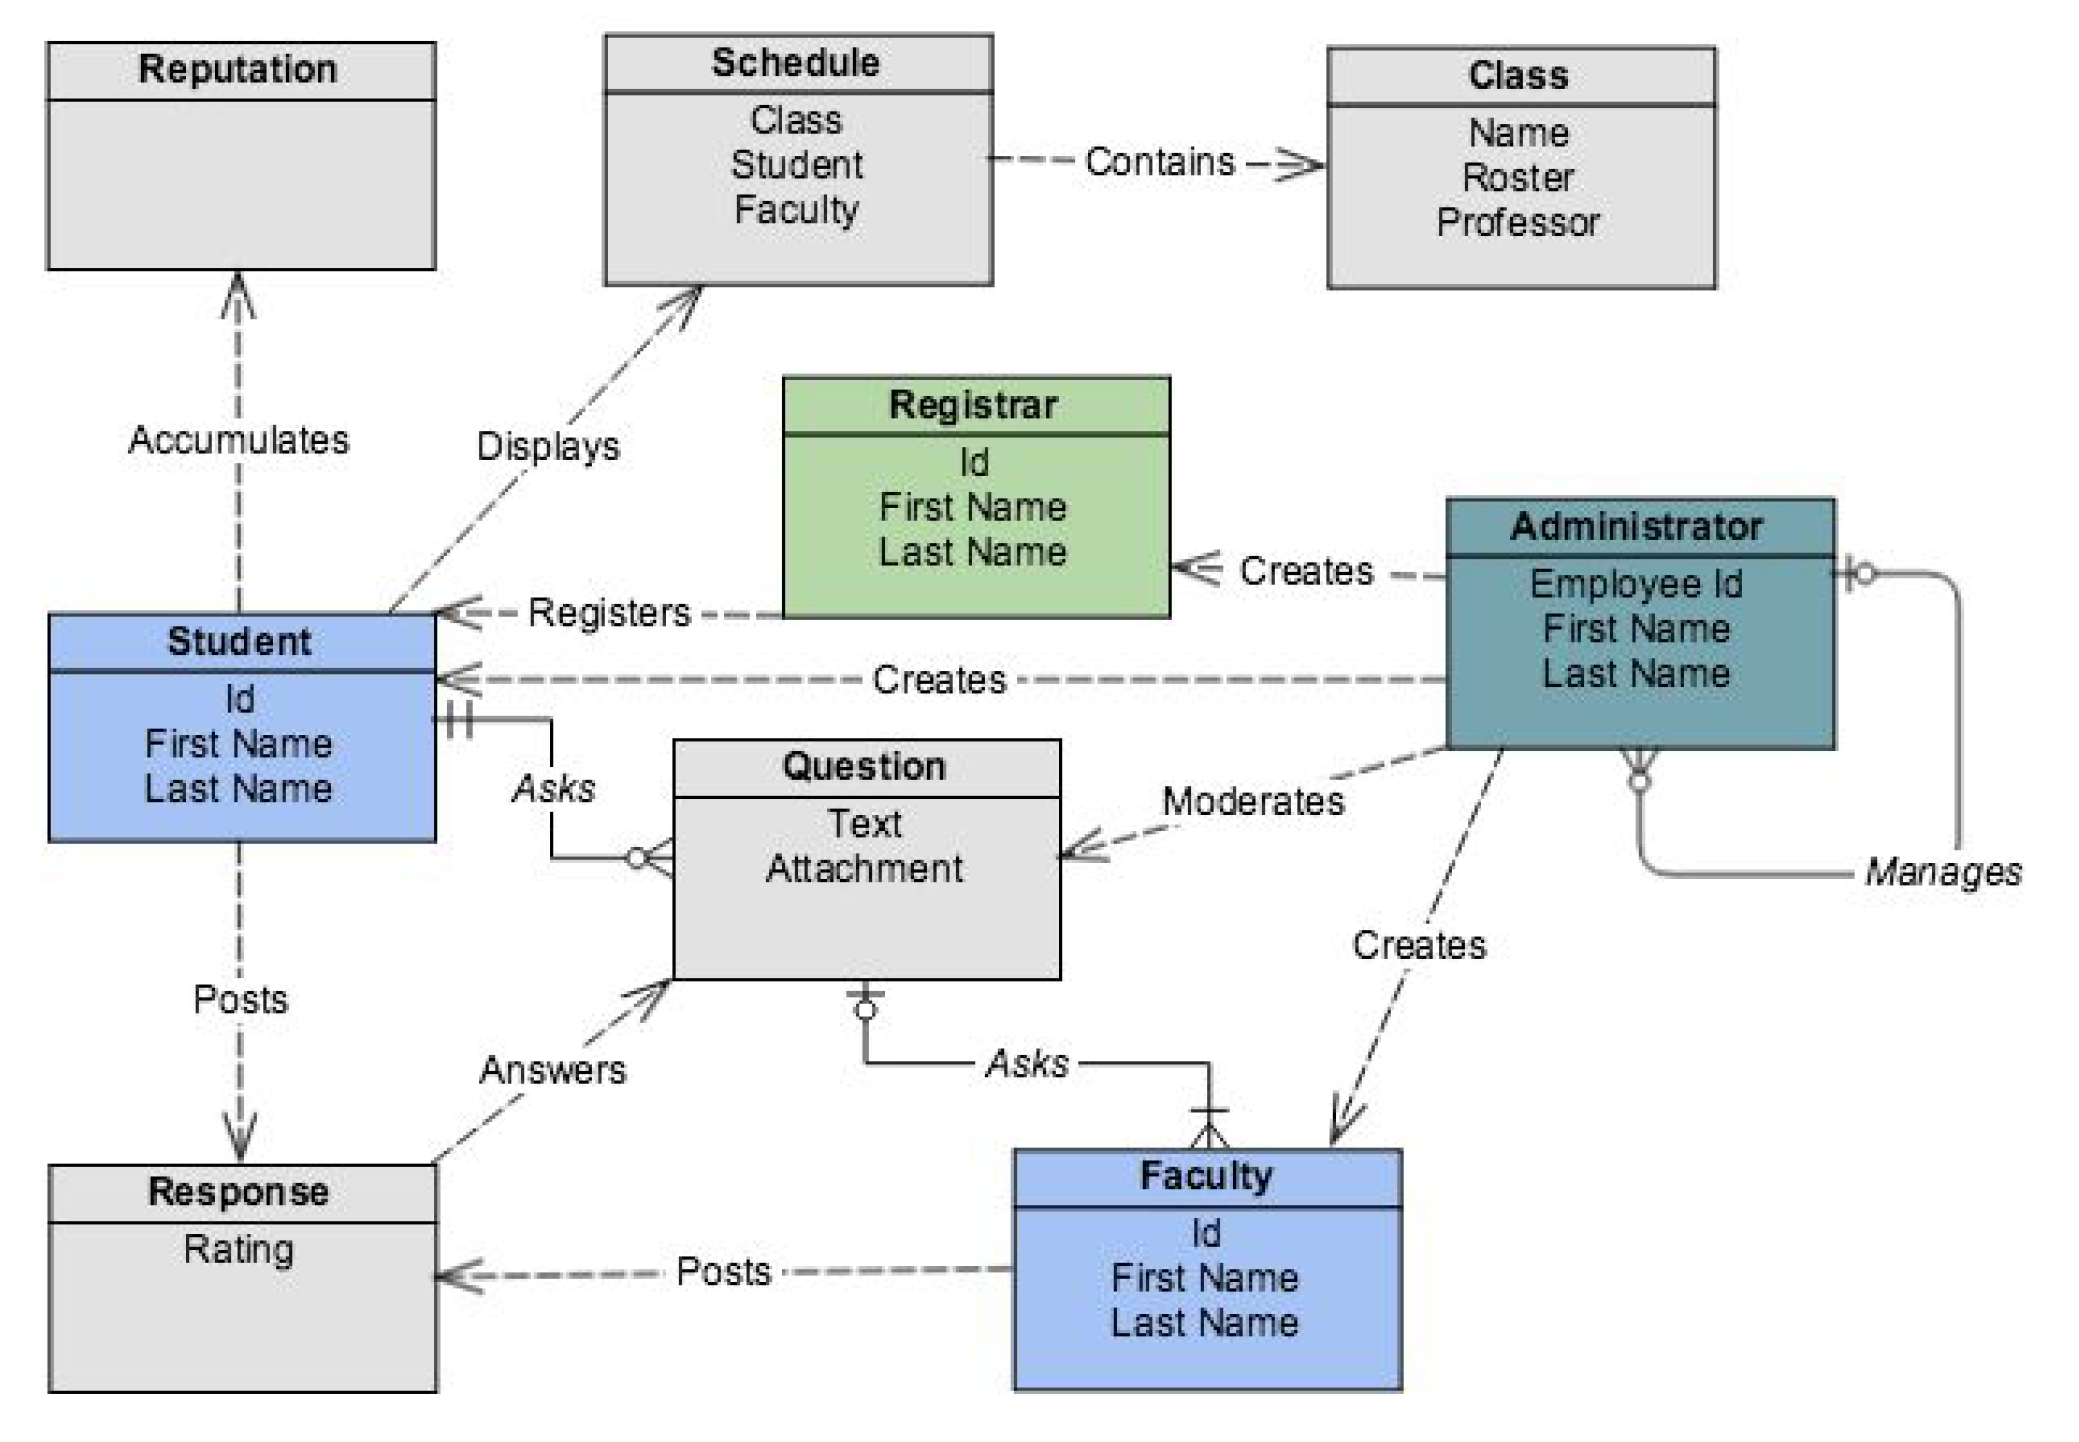 Reputation
Schedule
Class
Student
Faculty
Contains
Class
Name
Roster
Professor
Accumulates
Displays
Registrar
Id
First Name
Last Name
Registers
Creates
Administrator
Employee Id
First Name
Last Name
Student
Id
First Name
Last Name
Creates
Asks
Question
Text
Attachment
Moderates
Manages
Creates
Posts
Answers
Asks
Response
Rating
Posts
Faculty
Id
First Name
Last Name